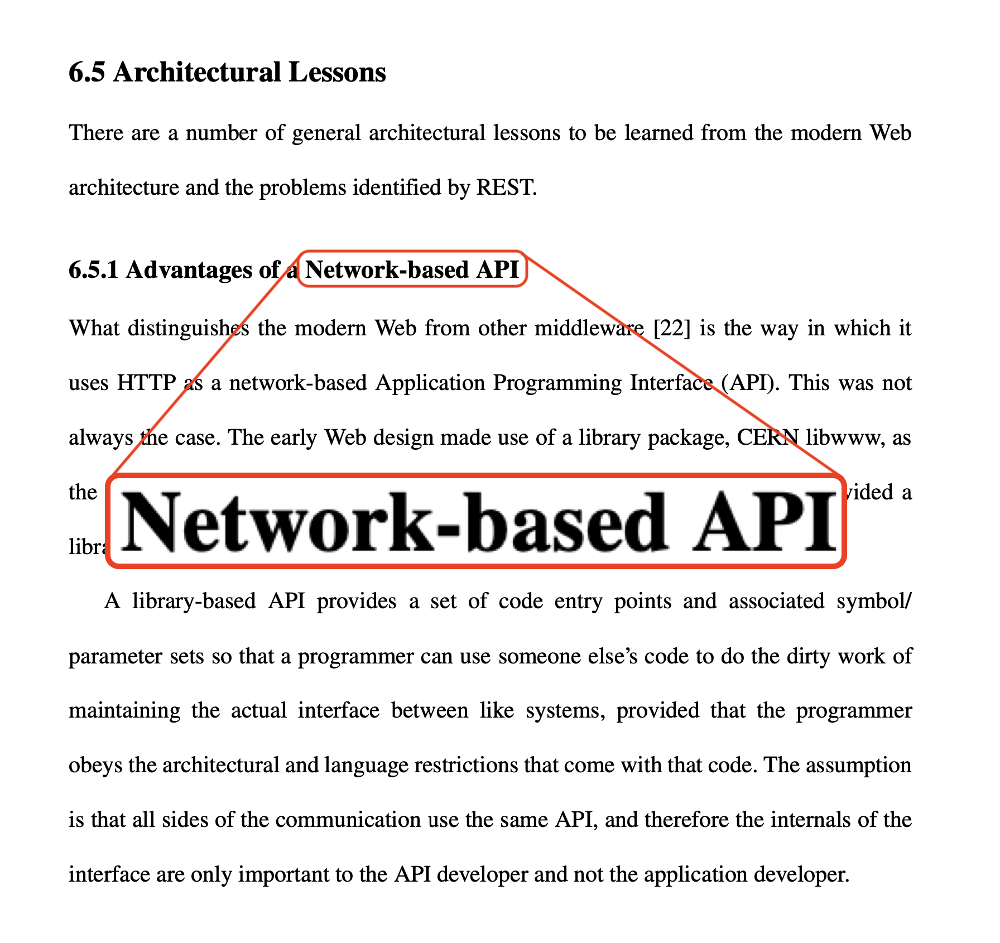 6.5 Architectural Lessons
There are a number of general architectural lessons to be learned from the modern Web
architecture and the problems identified by REST.
6.5.1 Advantages of a Network-based API
What distinguishes the modern Web from other middleware [22] is the way in which it
uses HTTP as a network-based Application Programming Interface (API). This was not
always the case. The early Web design made use of a library package, CERN libwww, as
the
a
Network-based API
A library-based API provides a set of code entry points and associated symbol/
parameter sets so that a programmer can use someone else’s code to do the dirty work of
maintaining the actual interface between like systems, provided that the programmer
obeys the architectural and language restrictions that come with that code. The assumption
is that all sides of the communication use the same API, and therefore the internals of the
interface are only important to the API developer and not the application developer.